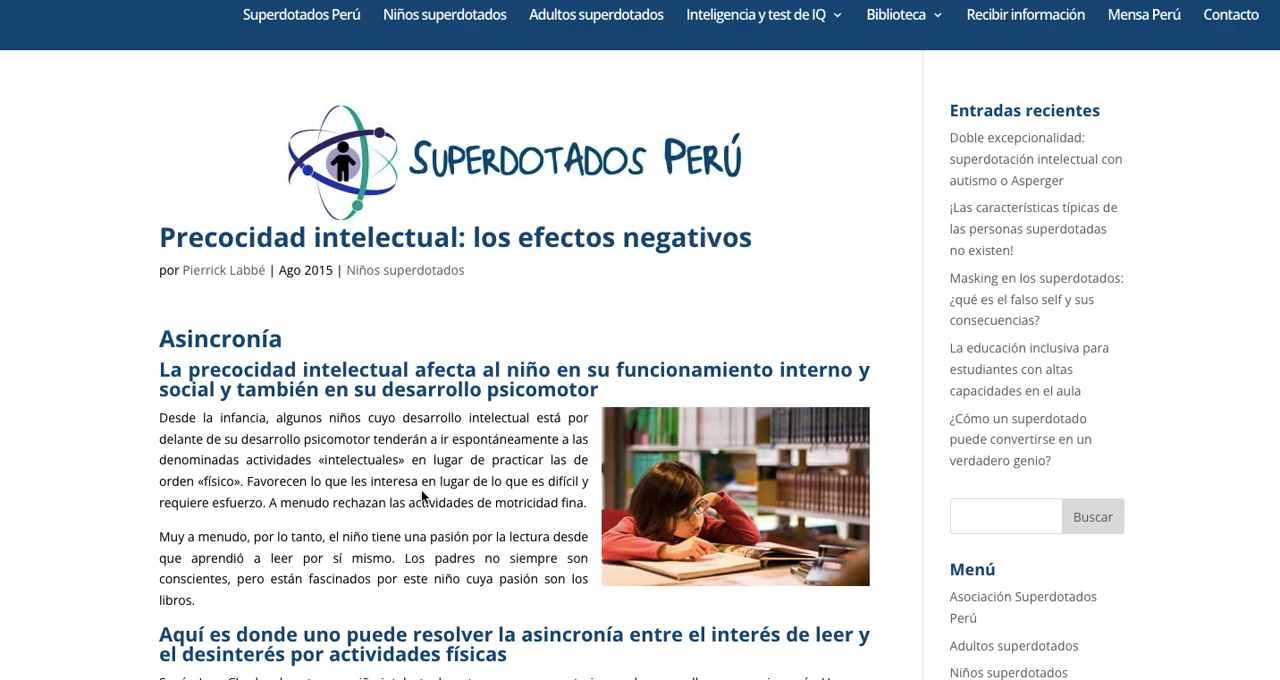 Superdotados Perú Niños superdotados Adultos superdotados Inteligencia y test de IQ Biblioteca Recibir información Mensa Perú Contacto
SUPERDOTADOS PERÚ
Precocidad intelectual: los efectos negativos
por Pierrick Labbé | Ago 2015 | Niños superdotados
Asincronía
La precocidad intelectual afecta al niño en su funcionamiento interno y
social y también en su desarrollo psicomotor
Desde la infancia, algunos niños cuyo desarrollo intelectual está por
delante de su desarrollo psicomotor tenderán a ir espontáneamente a las
denominadas actividades «intelectuales» en lugar de practicar las de
orden «físico». Favorecen lo que les interesa en lugar de lo que es difícil y
requiere esfuerzo. A menudo rechazan las actividades de motricidad fina.
Muy a menudo, por lo tanto, el niño tiene una pasión por la lectura desde
que aprendió a leer por sí mismo. Los padres no siempre son
conscientes, pero están fascinados por este niño cuya pasión son los
libros.
Aquí es donde uno puede resolver la asincronía entre el interés de leer y
el desinterés por actividades físicas
Entradas recientes
Doble excepcionalidad:
superdotación intelectual con
autismo o Asperger
¡Las características típicas de
las personas superdotadas
no existen!
Masking en los superdotados:
¿qué es el falso self y sus
consecuencias?
La educación inclusiva para
estudiantes con altas
capacidades en el aula
¿Cómo un superdotado
puede convertirse en un
verdadero genio?
Buscar
Menú
Asociación Superdotados
Perú
Adultos superdotados
Niños superdotados